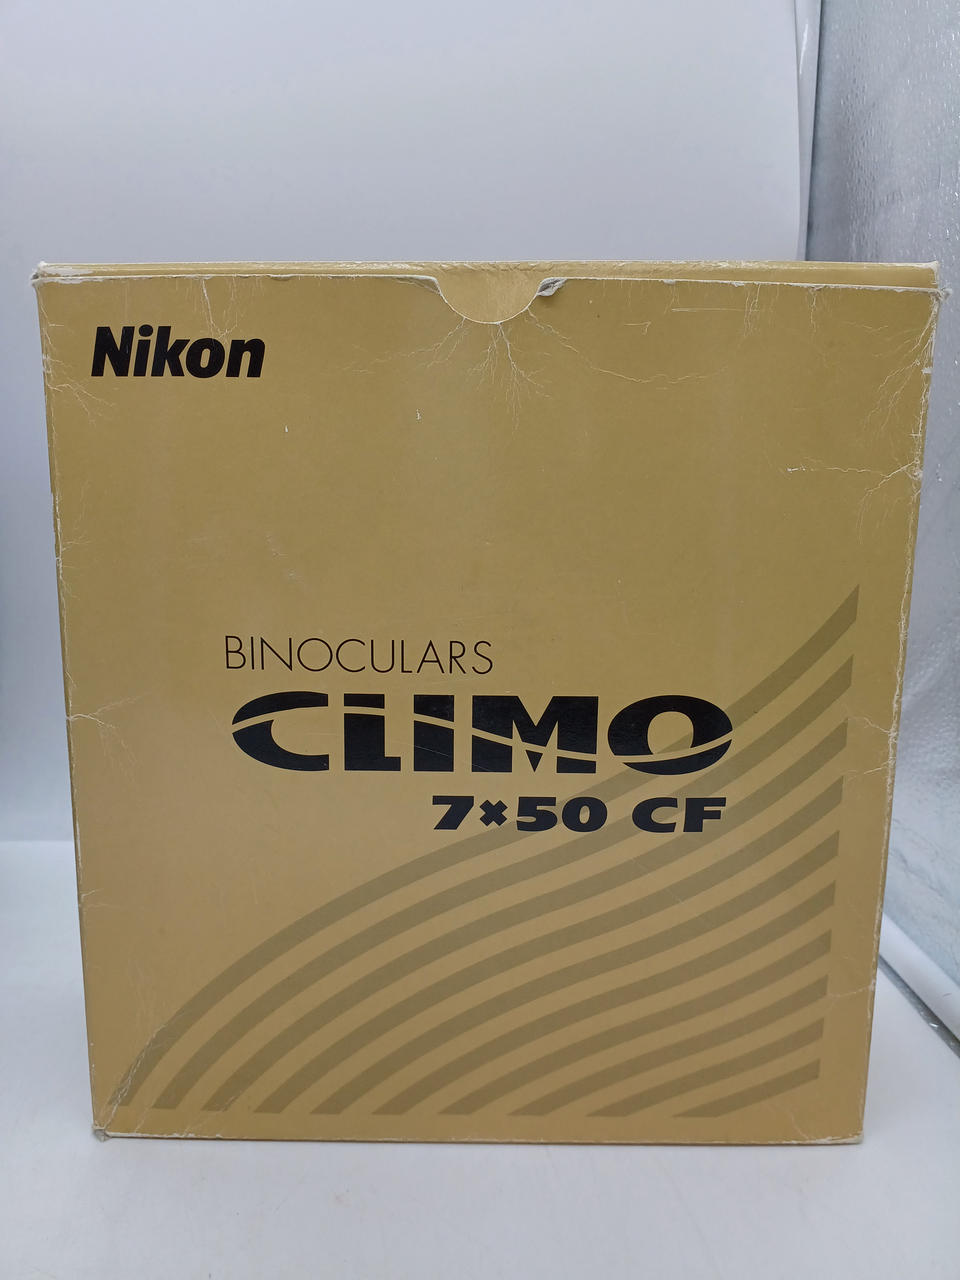 Nikon
BINOCULARS
CLIMO
7×50 CF